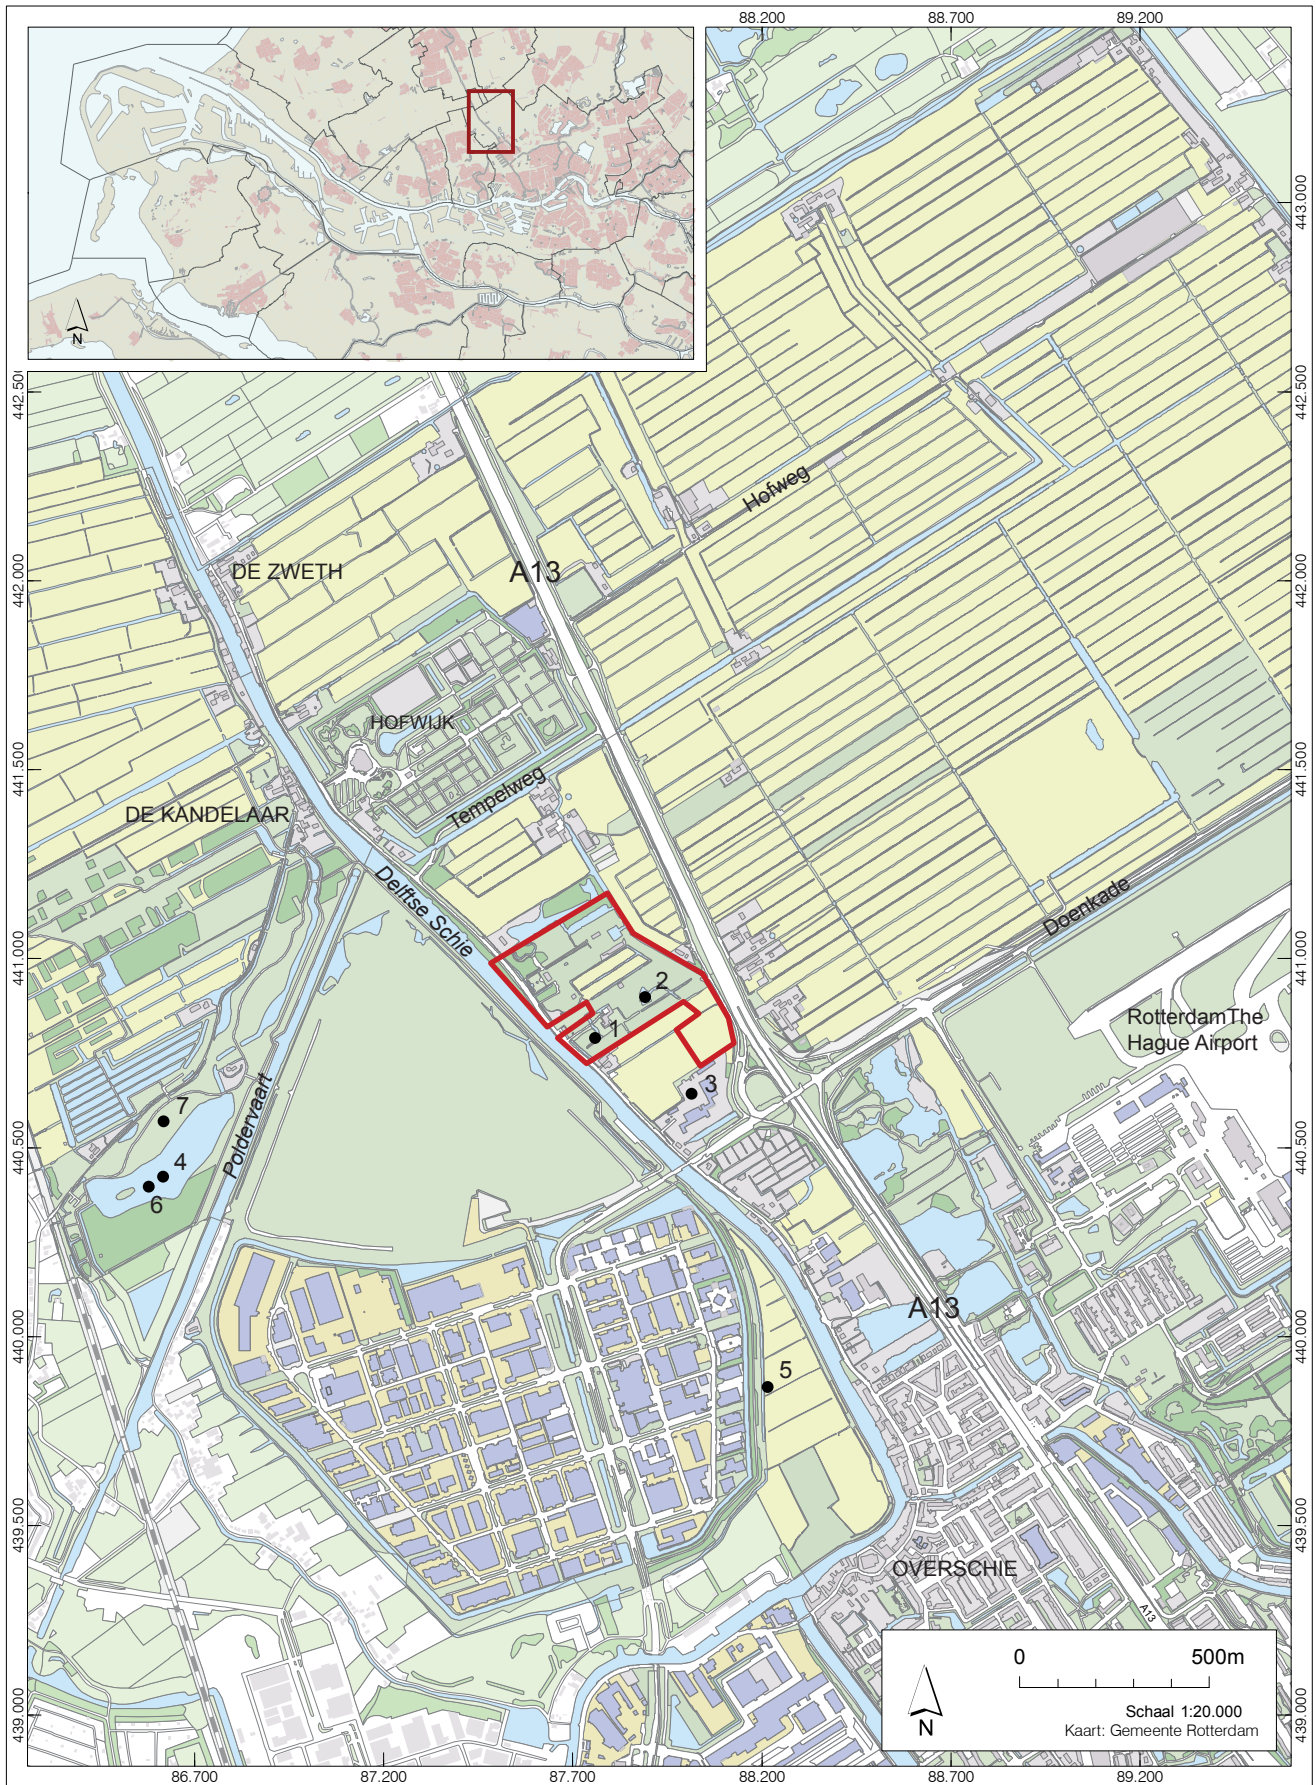 88.200
88.700
89.200
N
443.000
442.500
442.500
Hofweg
DE ZWETH
A13
442.000
442.000
HOFWIJK
441.500
441.500
Tempelweg
DE KANDELAAR
Delftse Schie
Doenkade
441.000
441.000
2
RotterdamThe
Hague Airport
1
3
Poldervaart
7
4
6
440.500
440.500
A13
440.000
440.000
5
439.500
439.500
OVERSCHIE
A13
0 500m
N
Schaal 1:20.000
Kaart: Gemeente Rotterdam
439.000
439.000
86.700
87.200
87.700
88.200
88.700
89.200